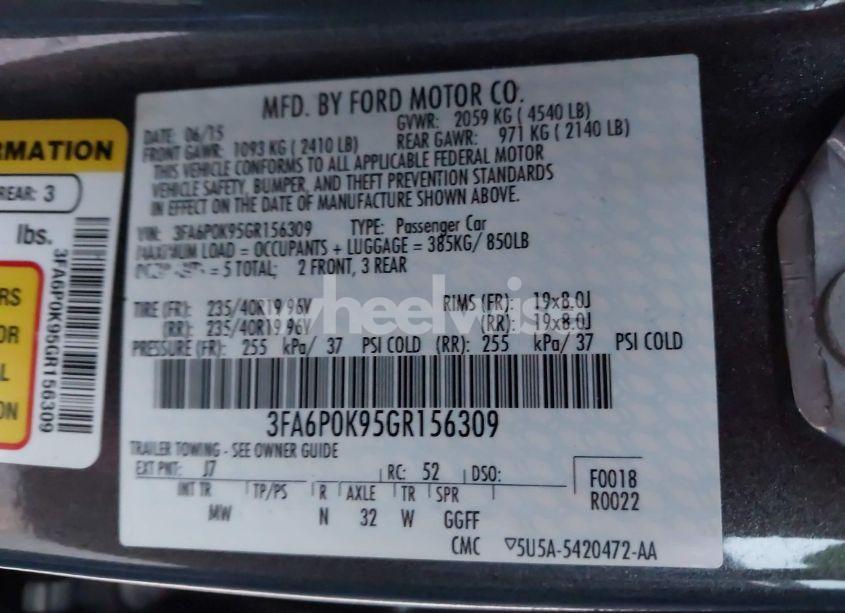 MFD. BY FORD MOTOR CO.
DATE: 06/15 GVWR: 2059 KG ( 4540 LB)
FRONT GAWR: 1093 KG ( 2410 LB) REAR GAWR: 971 KG ( 2140 LB)
THIS VEHICLE CONFORMS TO ALL APPLICABLE FEDERAL MOTOR
VEHICLE SAFETY, BUMPER, AND THEFT PREVENTION STANDARDS
IN EFFECT ON THE DATE OF MANUFACTURE SHOWN ABOVE.
VIN: 3FA6P0K95GR156309 TYPE: Passenger Car
MAXIMUM LOAD = OCCUPANTS + LUGGAGE = 385KG/ 850LB
= 5 TOTAL; 2 FRONT, 3 REAR
TIRE (FR): 235/40R19 96V RIMS (FR): 19x8.0J
(RR): 235/40R19 96V (RR): 19x8.0J
PRESSURE (FR): 255 kPa/ 37 PSI COLD (RR): 255 kPa/ 37 PSI COLD
3FA6P0K95GR156309
TRAILER TOWING - SEE OWNER GUIDE
EXT PNT: J7 RC: 52 DSO:
INT TR TP/PS R AXLE TR SPR
MW N 32 W GGFF
F0018
R0022
CMC ▽5U5A-5420472-AA
RMATION
REAR: 3
lbs.
3FA6P0K95GR156309
RS
OR
L
ON